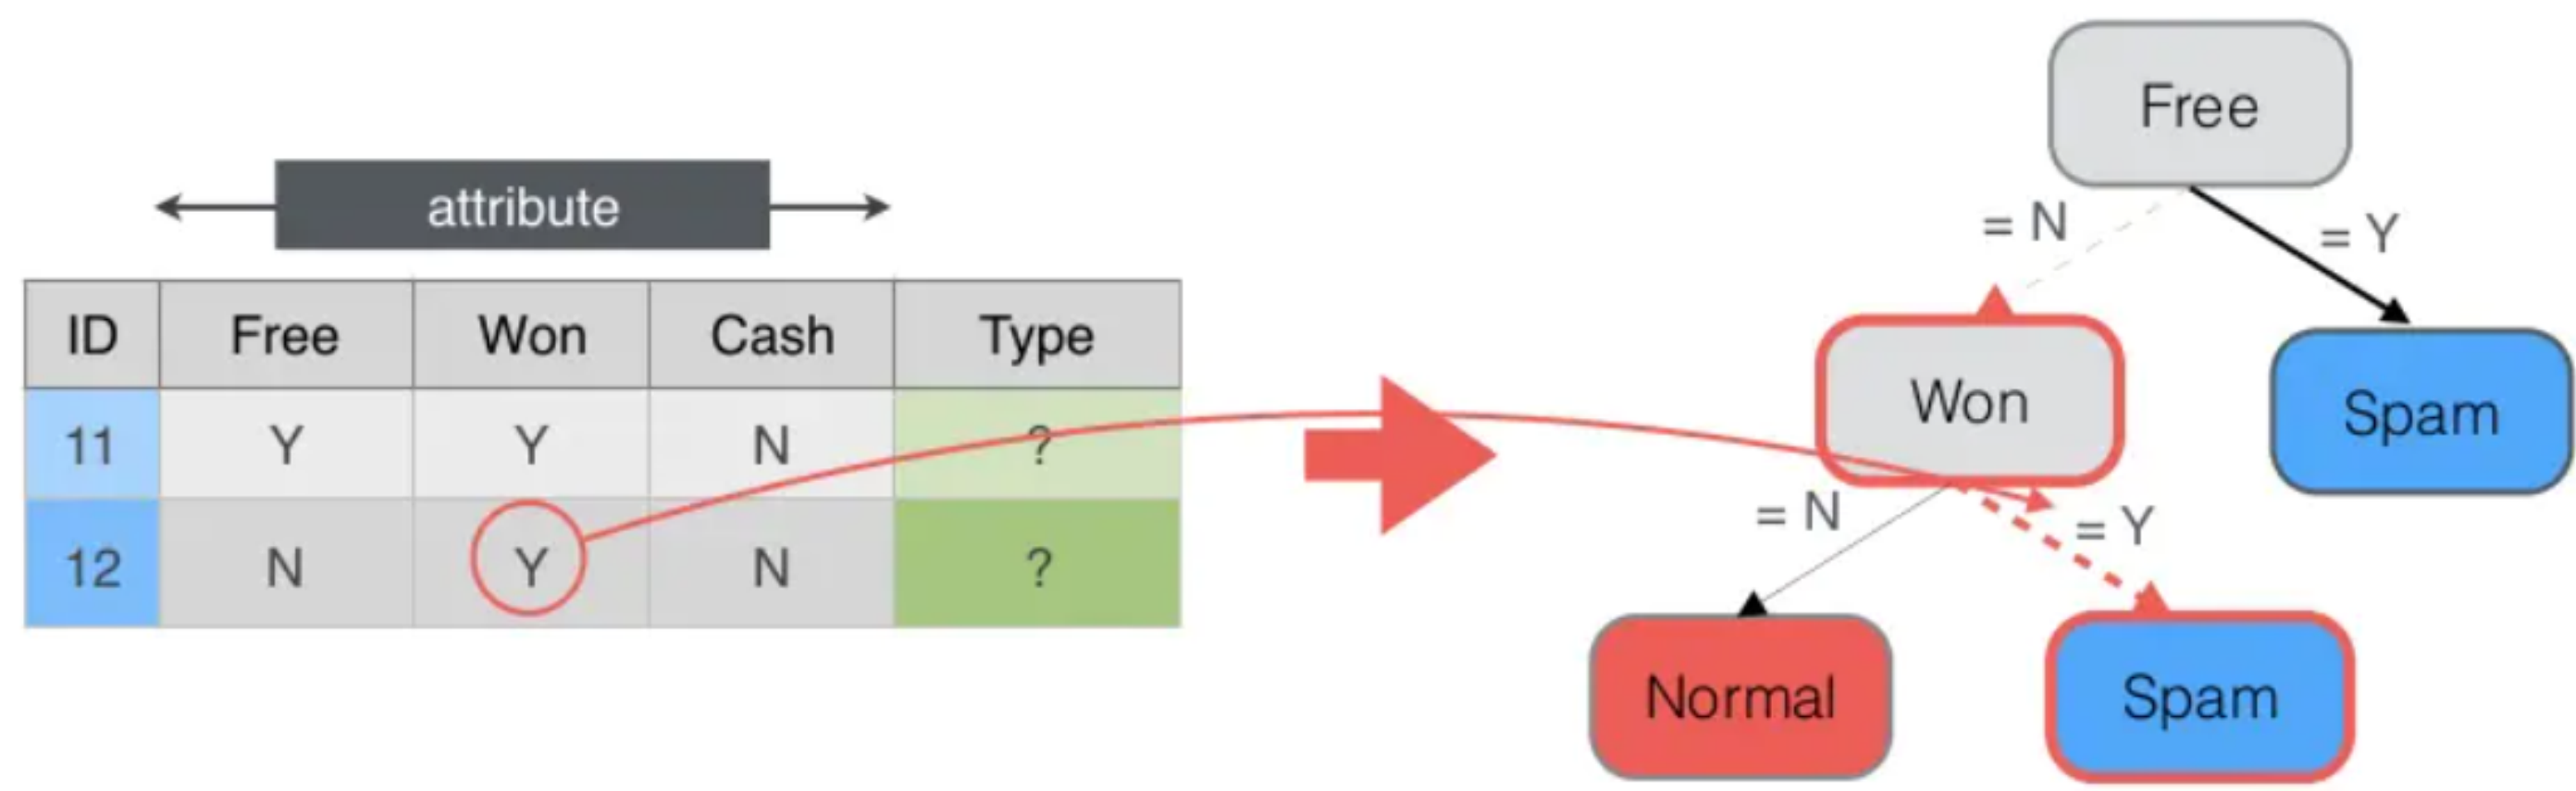 attribute
ID Free Won Cash Type
11 Y Y N ?
12 N Y N ?
Free
= N
= Y
Won
Spam
= N
= Y
Normal
Spam